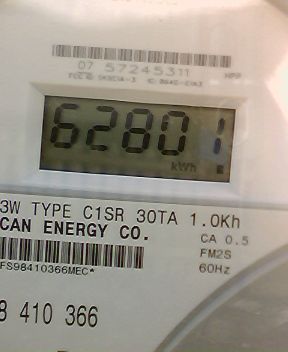 07 57245311 HPP
62801
kWh
3W TYPE C1SR 30TA 1.0Kh
CAN ENERGY CO.
CA 0.5
FM2S
60Hz
FS98410366MEC*
8 410 366